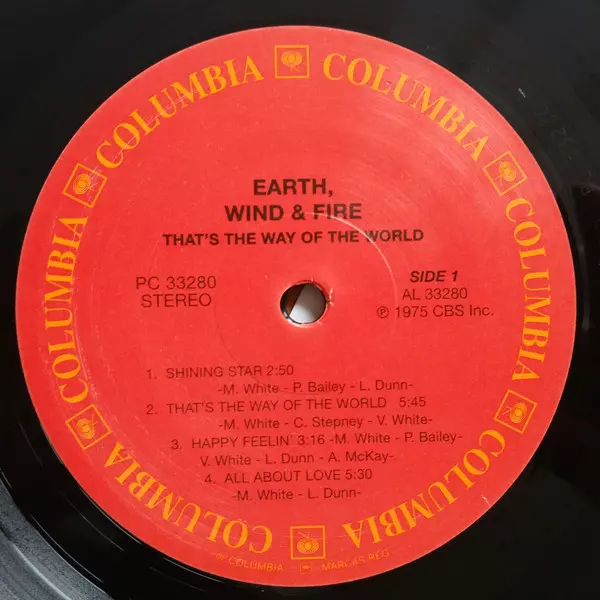 COLUMBIA COLUMBIA COLUMBIA COLUMBIA COLUMBIA COLUMBIA
EARTH,
WIND & FIRE
THAT'S THE WAY OF THE WORLD
PC 33280
STEREO
SIDE 1
AL 33280
℗ 1975 CBS Inc.
1. SHINING STAR 2:50
-M. White - P. Bailey - L. Dunn-
2. THAT'S THE WAY OF THE WORLD 5:45
-M. White - C. Stepney - V. White-
3. HAPPY FEELIN' 3:16 -M. White - P. Bailey-
V. White - L. Dunn - A. McKay-
4. ALL ABOUT LOVE 5:30
-M. White - L. Dunn-
COLUMBIA MARCAS REG.